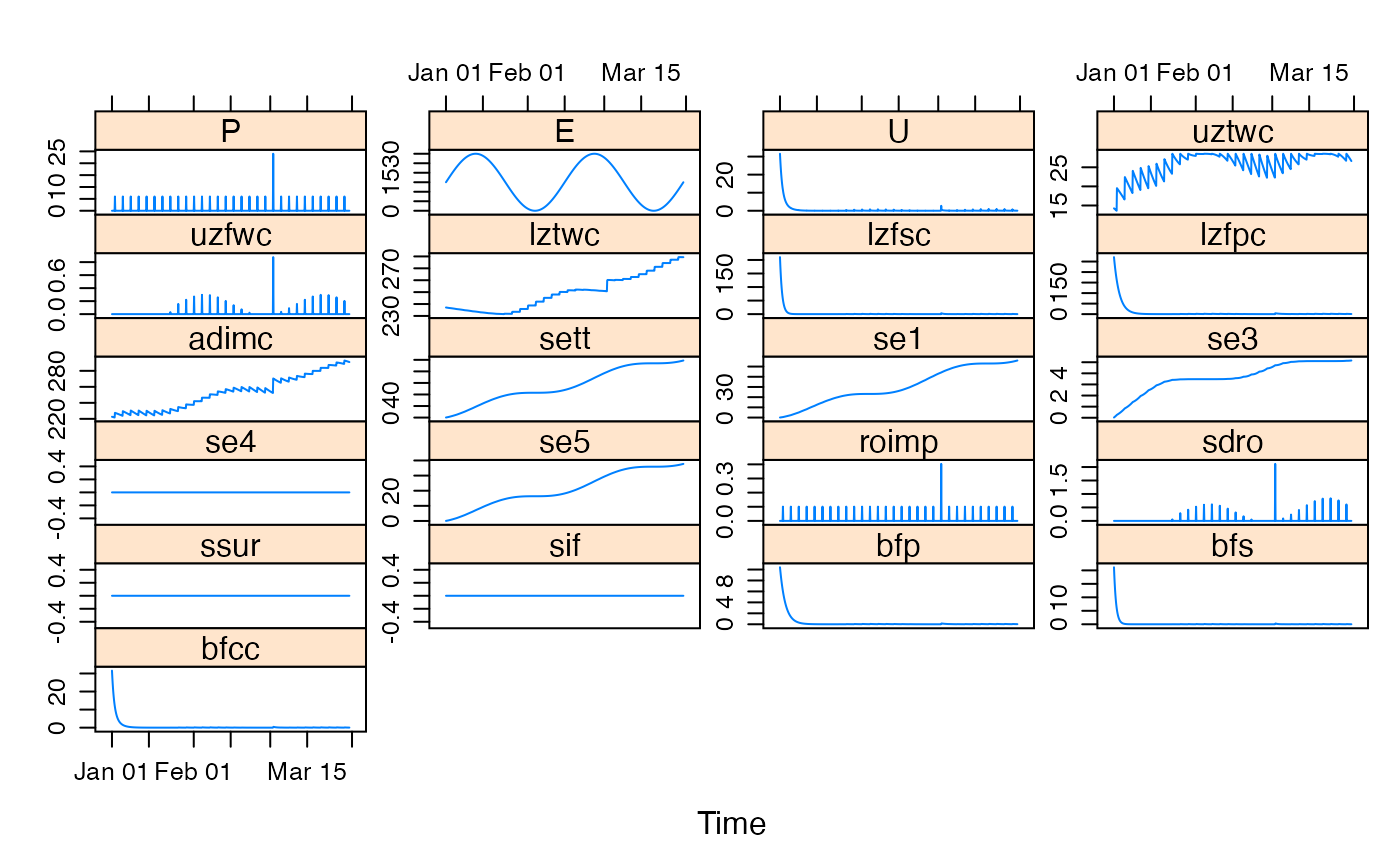 Jan 01 Feb 01 Mar 15 Jan 01 Feb 01 Mar 15
P E U uztwc
0 10 25 0 1530 0 20 15 25
uzfwc lztwc lzfsc lzfpc
0.0 0.6 230 270 0 150 0 150
adimc sett se1 se3
220 280 0 40 0 30 0 2 4
se4 se5 roimp sdro
-0.4 0.4 0 20 0.0 0.3 0.0 1.5
ssur sif bfp bfs
-0.4 0.4 -0.4 0.4 0 4 8 0 10
bfcc
0 20
Jan 01 Feb 01 Mar 15
Time